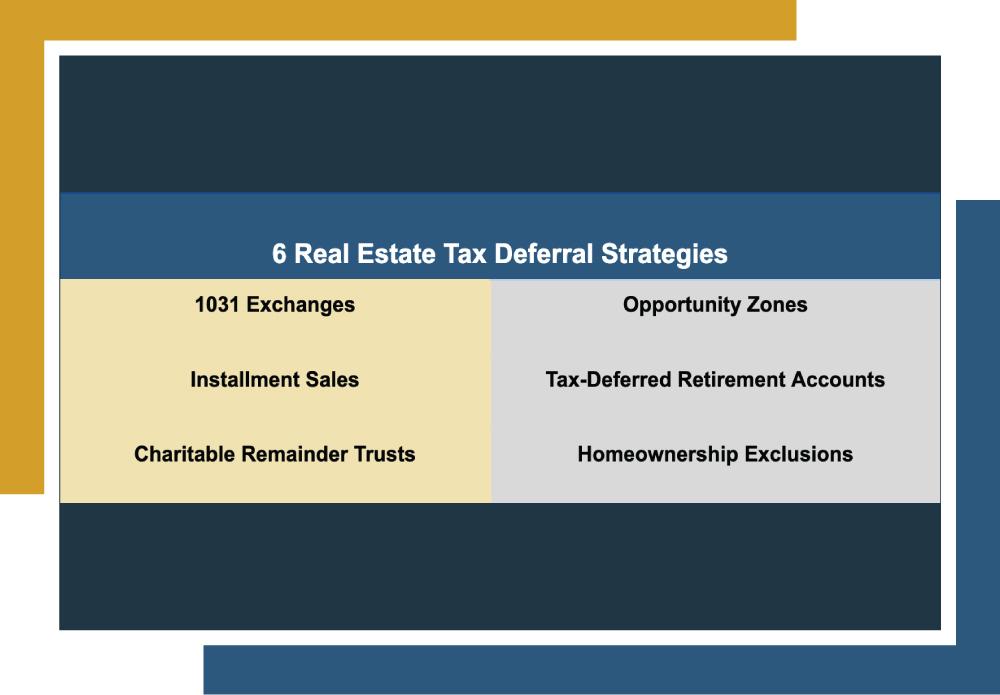 6 Real Estate Tax Deferral Strategies
1031 Exchanges
Opportunity Zones
Installment Sales
Tax-Deferred Retirement Accounts
Charitable Remainder Trusts
Homeownership Exclusions